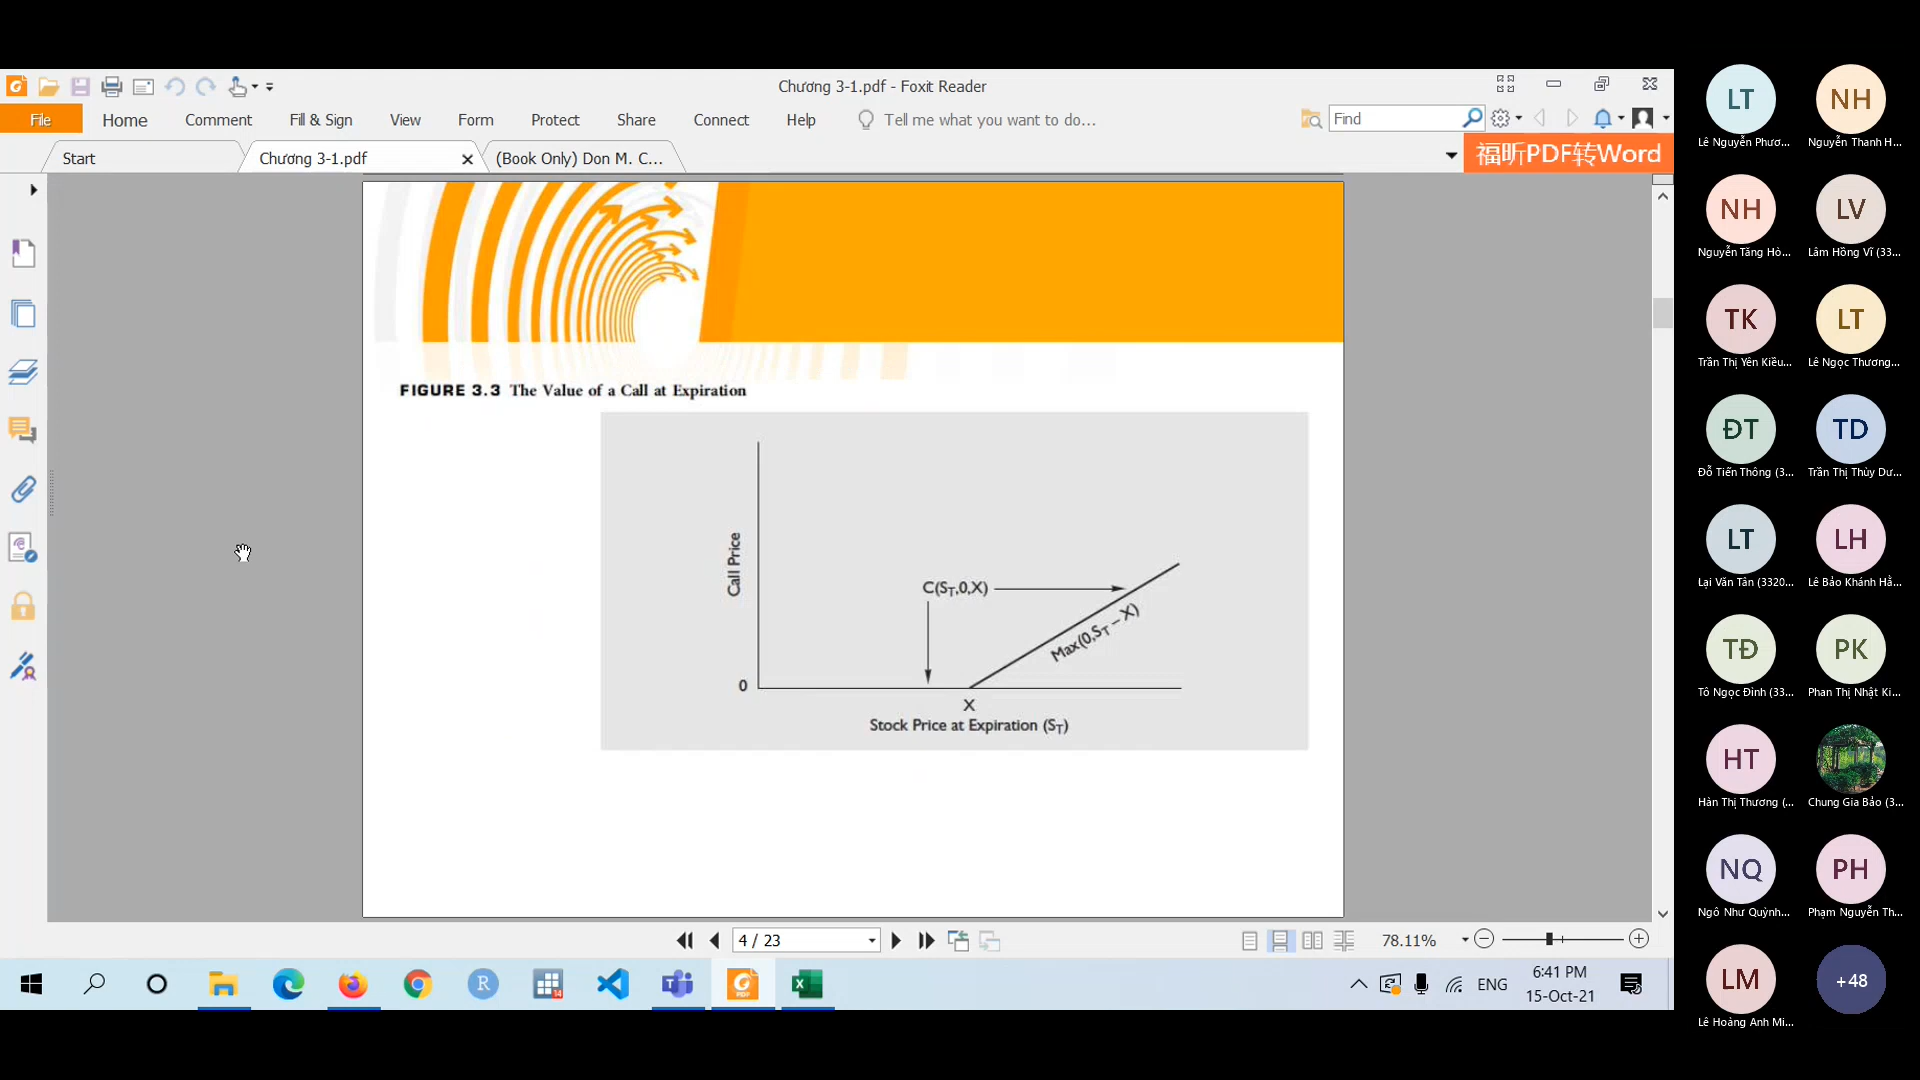 Chương 3-1.pdf - Foxit Reader
File Home Comment Fill & Sign View Form Protect Share Connect Help Tell me what you want to do... Find
Start Chương 3-1.pdf (Book Only) Don M. C... 福昕PDF转Word
FIGURE 3.3 The Value of a Call at Expiration
Call Price
C(S_T,0,X)
Max(0,S_T – X)
0
X
Stock Price at Expiration (S_T)
4 / 23 78.11%
6:41 PM
ENG
15-Oct-21
LT NH
Lê Nguyễn Phươ... Nguyễn Thanh H...
NH LV
Nguyễn Tăng Hò... Lâm Hồng Vĩ (33...
TK LT
Trần Thị Yên Kiều... Lê Ngọc Thương...
ĐT TD
Đỗ Tiến Thông (3... Trần Thị Thùy Dư...
LT LH
Lại Văn Tân (3320... Lê Bảo Khánh Hằ...
TĐ PK
Tô Ngọc Đình (33... Phan Thị Nhật Ki...
HT
Hàn Thị Thương (... Chung Gia Bảo (3...
NQ PH
Ngô Như Quỳnh... Phạm Nguyễn Th...
LM +48
Lê Hoàng Anh Mi...